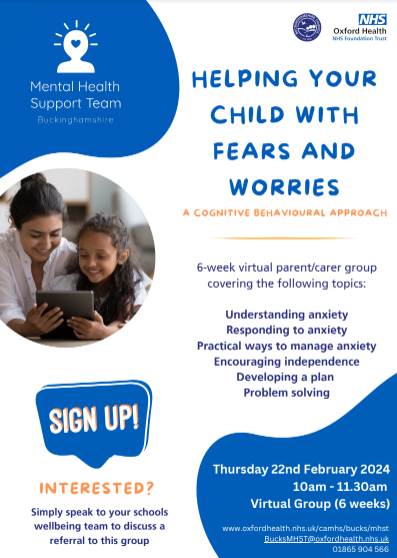 NHS
Oxford Health
NHS Foundation Trust
Mental Health
Support Team
Buckinghamshire
HELPING YOUR
CHILD WITH
FEARS AND
WORRIES
A COGNITIVE BEHAVIOURAL APPROACH
6-week virtual parent/carer group
covering the following topics:
Understanding anxiety
Responding to anxiety
Practical ways to manage anxiety
Encouraging independence
Developing a plan
Problem solving
SIGN UP!
INTERESTED?
Simply speak to your schools
wellbeing team to discuss a
referral to this group
Thursday 22nd February 2024
10am - 11.30am
Virtual Group (6 weeks)
www.oxfordhealth.nhs.uk/camhs/bucks/mhst
BucksMHST@oxfordhealth.nhs.uk
01865 904 566